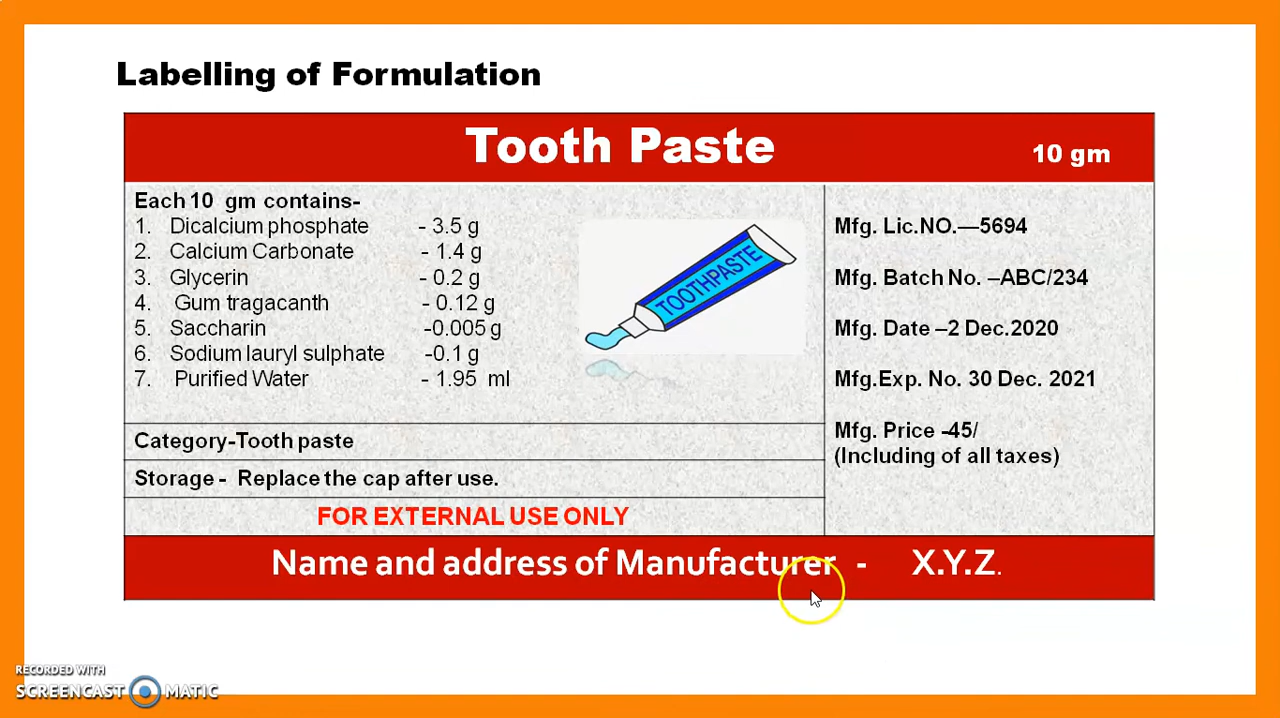 Labelling of Formulation
Tooth Paste
10 gm
Each 10 gm contains-
1. Dicalcium phosphate - 3.5 g
2. Calcium Carbonate - 1.4 g
3. Glycerin - 0.2 g
4. Gum tragacanth - 0.12 g
5. Saccharin -0.005 g
6. Sodium lauryl sulphate -0.1 g
7. Purified Water - 1.95 ml
TOOTHPASTE
Category-Tooth paste
Storage - Replace the cap after use.
FOR EXTERNAL USE ONLY
Mfg. Lic.NO.—5694
Mfg. Batch No. –ABC/234
Mfg. Date –2 Dec.2020
Mfg.Exp. No. 30 Dec. 2021
Mfg. Price -45/
(Including of all taxes)
Name and address of Manufacturer - X.Y.Z.
RECORDED WITH
SCREENCAST MATIC